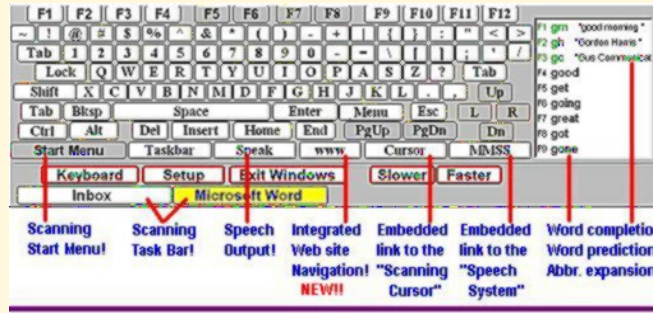 F1 F2 F3 F4 F5 F6 F7 F8 F9 F10 F11 F12
~ ! @ # $ % ^ & * ( ) - + | { } : " < >
Tab 1 2 3 4 5 6 7 8 9 0 - = \ [ ] ; ' /
Lock Q W E R T Y U I O P A S Z ? Tab
Shift X C V B N D F G H J K L . , Up
Tab Bksp Space Enter Menu Esc L R
Ctrl Alt Del Insert Home End PgUp PgDn Dn
Start Menu Taskbar Speak www Cursor MMSS
F1 grn "good morning "
F2 gh "Gordon Harris "
F3 gc "Gus Communicat
F4 good
F5 get
F6 going
F7 great
F8 got
F9 gone
Keyboard Setup Exit Windows Slower Faster
Inbox Microsoft Word
Scanning
Start Menu!
Scanning
Task Bar!
Speech
Output!
Integrated
Web site
Navigation!
NEW!!
Embedded
link to the
"Scanning
Cursor"
Embedded
link to the
"Speech
System"
Word completio
Word prediction
Abbr. expansion